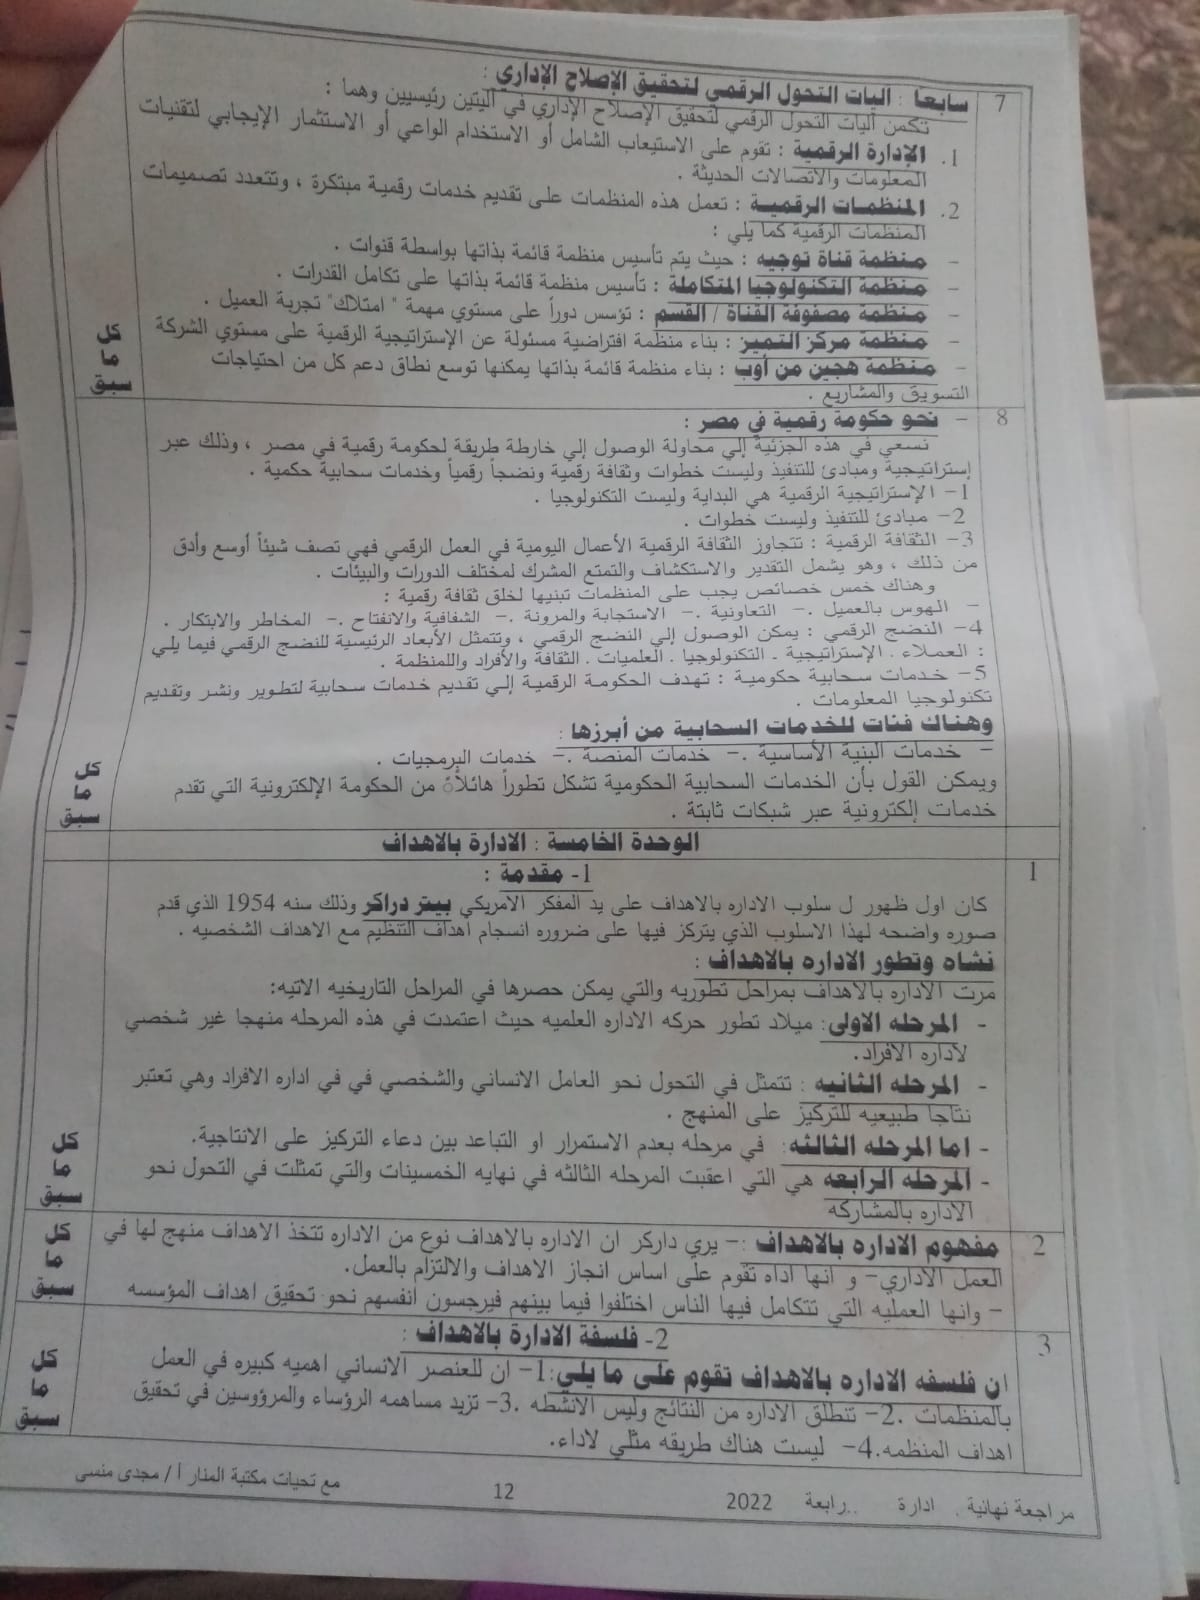 7 سابعا : آليات التحول الرقمي لتحقيق الإصلاح الإداري :
تكمن آليات التحول الرقمي لتحقيق الإصلاح الإداري في آليتين رئيسيين وهما :
1. الإدارة الرقمية : تقوم على الاستيعاب الشامل أو الاستخدام الواعي أو الاستثمار الإيجابي لتقنيات
المعلومات والاتصالات الحديثة .
2. المنظمات الرقمية : تعمل هذه المنظمات على تقديم خدمات رقمية مبتكرة ، وتتعدد تصميمات
المنظمات الرقمية كما يلي :
- منظمة قناة توجيه : حيث يتم تأسيس منظمة قائمة بذاتها بواسطة قنوات .
- منظمة التكنولوجيا المتكاملة : تأسيس منظمة قائمة بذاتها على تكامل القدرات .
- منظمة مصفوفة القناة / القسم : تؤسس دوراً على مستوي مهمة " امتلاك" تجربة العميل .
- منظمة مركز التميز : بناء منظمة افتراضية مسئولة عن الإستراتيجية الرقمية على مستوي الشركة
- منظمة هجين من أوب : بناء منظمة قائمة بذاتها يمكنها توسع نطاق دعم كل من احتياجات
التسويق والمشاريع .
كل
ما
سبق
8 - نحو حكومة رقمية في مصر :
نسعي في هذه الجزئية إلي محاولة الوصول إلي خارطة طريقة لحكومة رقمية في مصر ، وذلك عبر
إستراتيجية ومبادئ للتنفيذ وليست خطوات وثقافة رقمية ونضجاً رقمياً وخدمات سحابية حكمية .
1- الإستراتيجية الرقمية هي البداية وليست التكنولوجيا .
2- مبادئ للتنفيذ وليست خطوات .
3- الثقافة الرقمية : تتجاوز الثقافة الرقمية الأعمال اليومية في العمل الرقمي فهي تصف شيئاً أوسع وأدق
من ذلك ، وهو يشمل التقدير والاستكشاف والتمتع المشرك لمختلف الدورات والبيئات .
وهناك خمس خصائص يجب على المنظمات تبنيها لخلق ثقافة رقمية :
- الهوس بالعميل .- التعاونية .- الاستجابة والمرونة .- الشفافية والانفتاح .- المخاطر والابتكار .
4- النضج الرقمي : يمكن الوصول إلي النضج الرقمي ، وتتمثل الأبعاد الرئيسية للنضج الرقمي فيما يلي
: العملاء . الإستراتيجية . التكنولوجيا . العلميات . الثقافة والأفراد واللمنظمة .
5- خدمات سحابية حكومية : تهدف الحكومة الرقمية إلي تقديم خدمات سحابية لتطوير ونشر وتقديم
تكنولوجيا المعلومات .
وهناك فئات للخدمات السحابية من أبرزها :
- خدمات البنية الأساسية .- خدمات المنصة .- خدمات البرمجيات .
ويمكن القول بأن الخدمات السحابية الحكومية تشكل تطوراً هائلاً من الحكومة الإلكترونية التي تقدم
خدمات إلكترونية عبر شبكات ثابتة .
كل
ما
سبق
الوحدة الخامسة : الادارة بالاهداف
1 1- مقدمة :
كان اول ظهور ل سلوب الاداره بالاهداف على يد المفكر الامريكي بيتر دراكر وذلك سنه 1954 الذي قدم
صوره واضحه لهذا الاسلوب الذي يتركز فيها على ضروره انسجام اهداف التنظيم مع الاهداف الشخصيه .
نشاه وتطور الاداره بالاهداف :
مرت الاداره بالاهداف بمراحل تطوريه والتي يمكن حصرها في المراحل التاريخيه الاتيه:
- المرحله الاولى: ميلاد تطور حركه الاداره العلميه حيث اعتمدت في هذه المرحله منهجا غير شخصي
لاداره الافراد.
- المرحله الثانيه : تتمثل في التحول نحو العامل الانساني والشخصي في في اداره الافراد وهي تعتبر
نتاجا طبيعيه للتركيز على المنهج .
- اما المرحله الثالثه: في مرحله بعدم الاستمرار او التباعد بين دعاء التركيز على الانتاجية.
- المرحله الرابعه هي التي اعقبت المرحله الثالثه في نهايه الخمسينات والتي تمثلت في التحول نحو
الاداره بالمشاركه
كل
ما
سبق
2 مفهوم الاداره بالاهداف :- يري داركر ان الاداره بالاهداف نوع من الاداره تتخذ الاهداف منهج لها في
العمل الاداري- و انها اداه تقوم على اساس انجاز الاهداف والالتزام بالعمل.
- وانها العمليه التي تتكامل فيها الناس اختلفوا فيما بينهم فيرجسون أنفسهم نحو تحقيق اهداف المؤسسه
كل
ما
سبق
3 2- فلسفة الادارة بالاهداف :
ان فلسفه الاداره بالاهداف تقوم على ما يلي:1- ان للعنصر الانساني اهميه كبيره في العمل
بالمنظمات .2- تنطلق الاداره من النتائج وليس الانشطه .3- تزيد مساهمه الرؤساء والمرؤوسين في تحقيق
اهداف المنظمه.4- ليست هناك طريقه مثلي لاداء.
كل
ما
سبق
مراجعة نهائية . ادارة ..رابعة 2022 12 مع تحيات مكتبة المنار أ / مجدى منسى